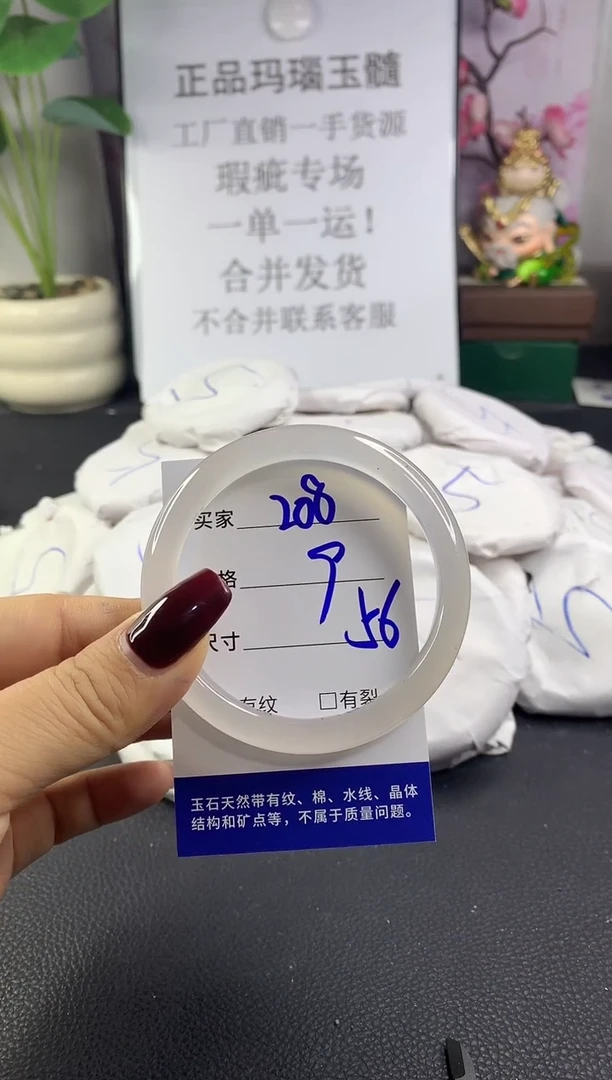 正品玛瑙玉髓
工厂直销一手货源
瑕疵专场
一单一运！
合并发货
不合并联系客服
买家 208
格
尺寸 56
有纹 □有裂
玉石天然带有纹、棉、水线、晶体
结构和矿点等，不属于质量问题。